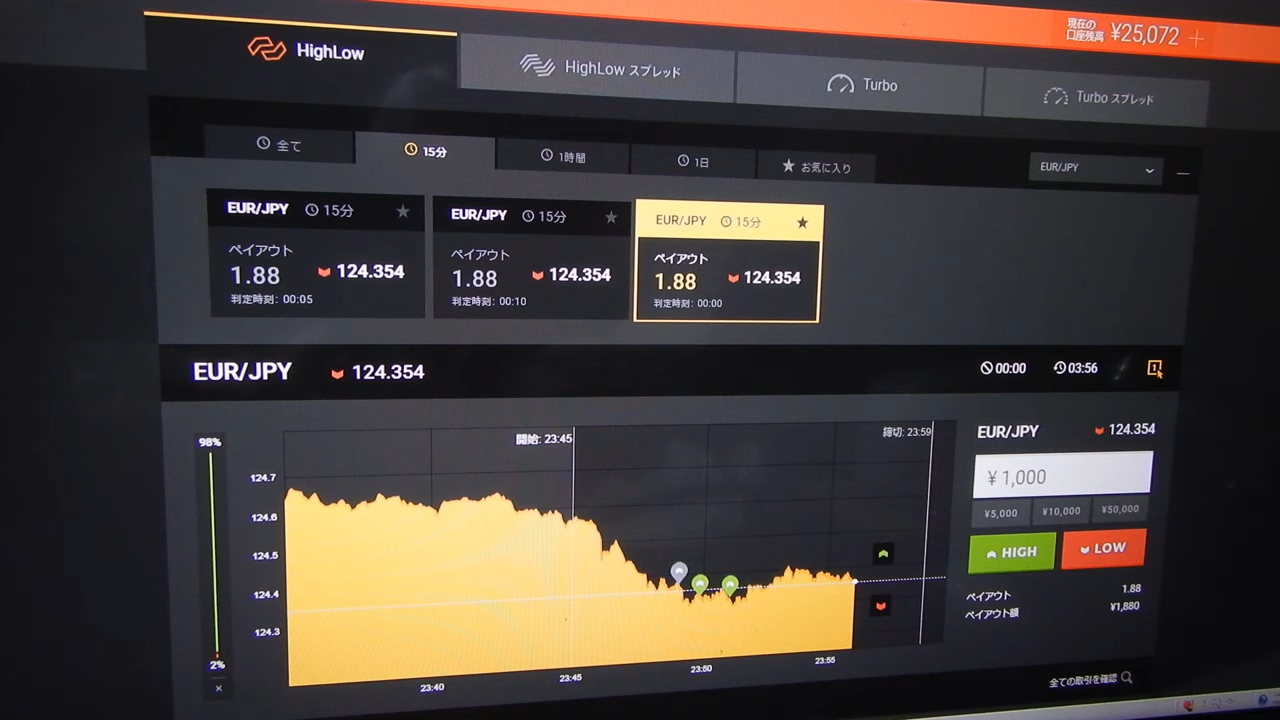 現在の
口座残高 ¥25,072
HighLow
HighLow スプレッド
Turbo
Turbo スプレッド
全て
15分
1時間
1日
お気に入り
EUR/JPY
EUR/JPY 15分
ペイアウト
1.88 124.354
判定時刻: 00:05
EUR/JPY 15分
ペイアウト
1.88 124.354
判定時刻: 00:10
EUR/JPY 15分
ペイアウト
1.88 124.354
判定時刻: 00:00
EUR/JPY 124.354
00:00 03:56
1
98%
2%
×
開始: 23:45
締切: 23:59
124.7
124.6
124.5
124.4
124.3
23:40
23:45
23:50
23:55
EUR/JPY 124.354
¥ 1,000
¥5,000 ¥10,000 ¥50,000
HIGH LOW
ペイアウト 1.88
ペイアウト額 ¥1,880
全ての取引を確認